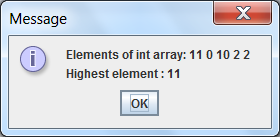 Message
Elements of int array: 11 0 10 2 2
Highest element : 11
OK